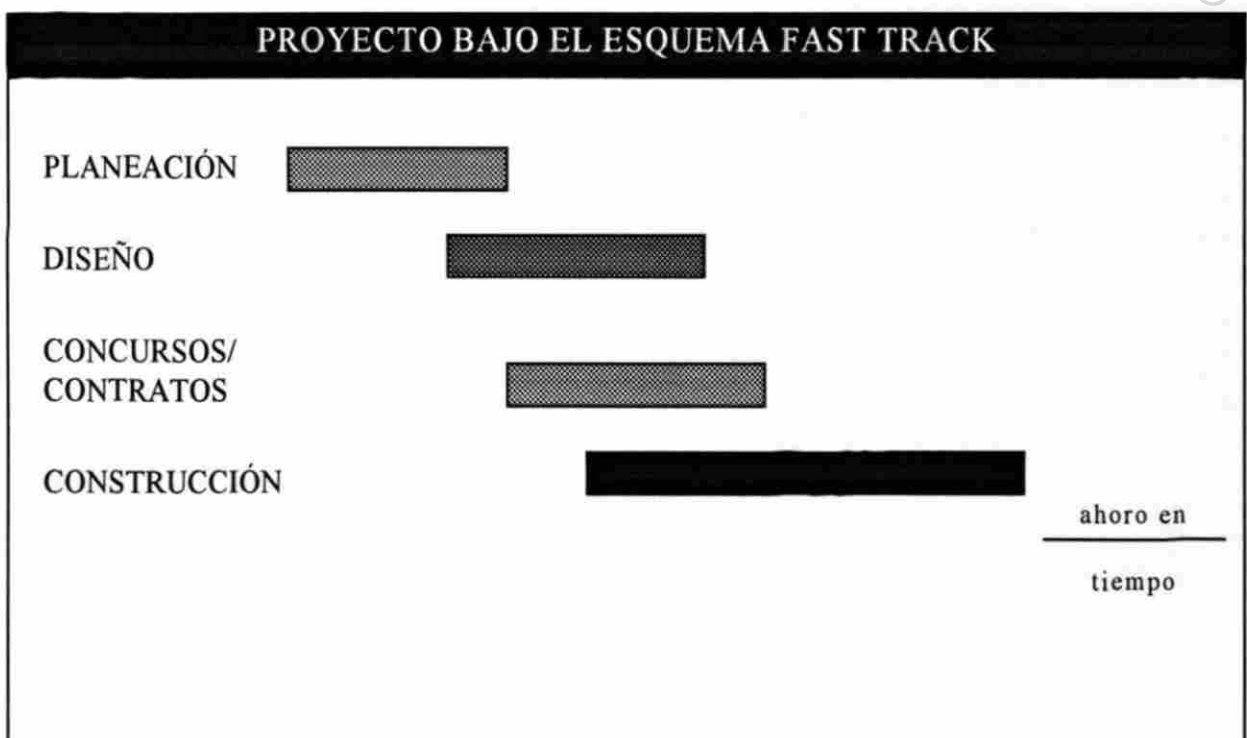 PROYECTO BAJO EL ESQUEMA FAST TRACK
PLANEACIÓN
DISEÑO
CONCURSOS/
CONTRATOS
CONSTRUCCIÓN
ahoro en
tiempo